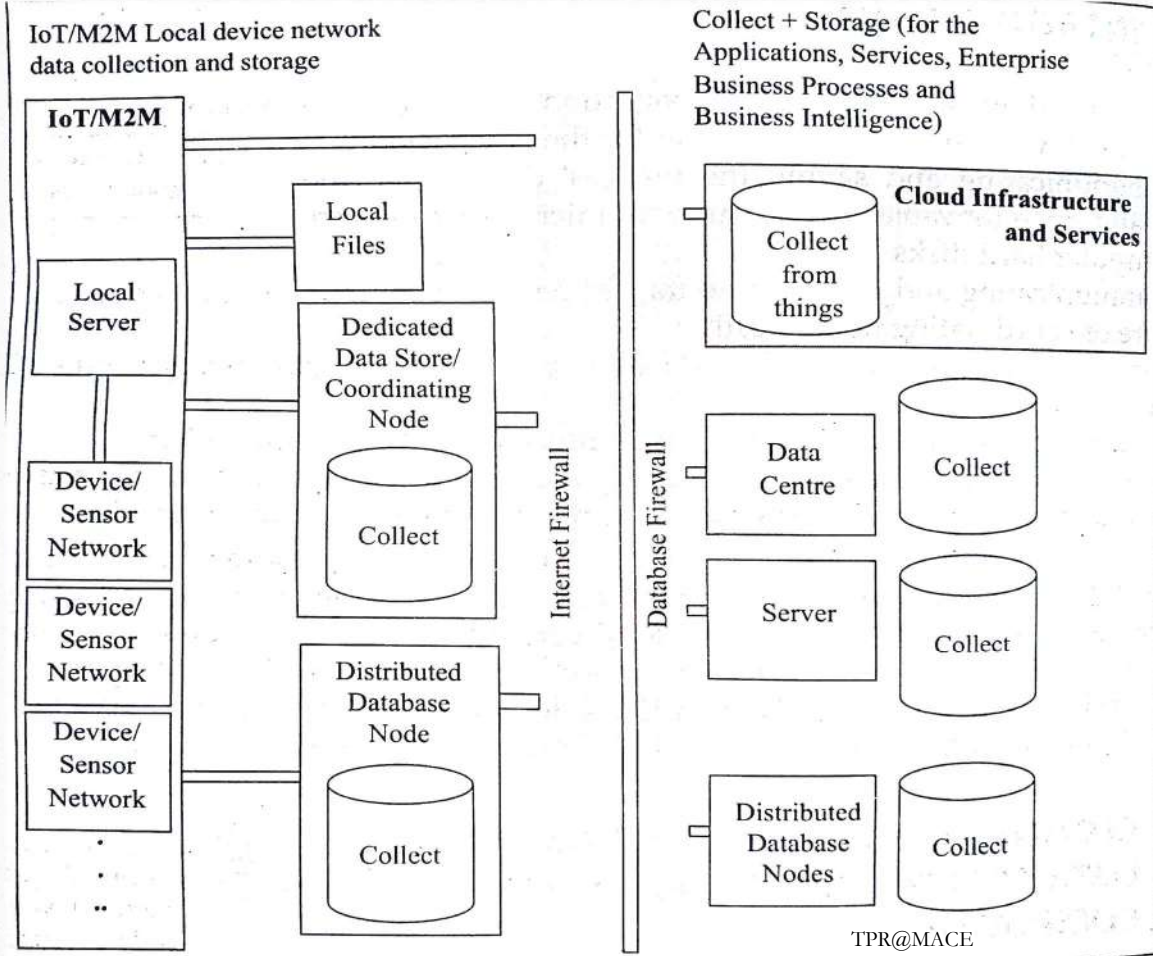 IoT/M2M Local device network
data collection and storage
IoT/M2M
Local
Server
Device/
Sensor
Network
Device/
Sensor
Network
Device/
Sensor
Network
Local
Files
Dedicated
Data Store/
Coordinating
Node
Collect
Distributed
Database
Node
Collect
Internet Firewall
Database Firewall
Collect + Storage (for the
Applications, Services, Enterprise
Business Processes and
Business Intelligence)
Cloud Infrastructure
and Services
Collect
from
things
Data
Centre
Collect
Server
Collect
Distributed
Database
Nodes
Collect
TPR@MACE